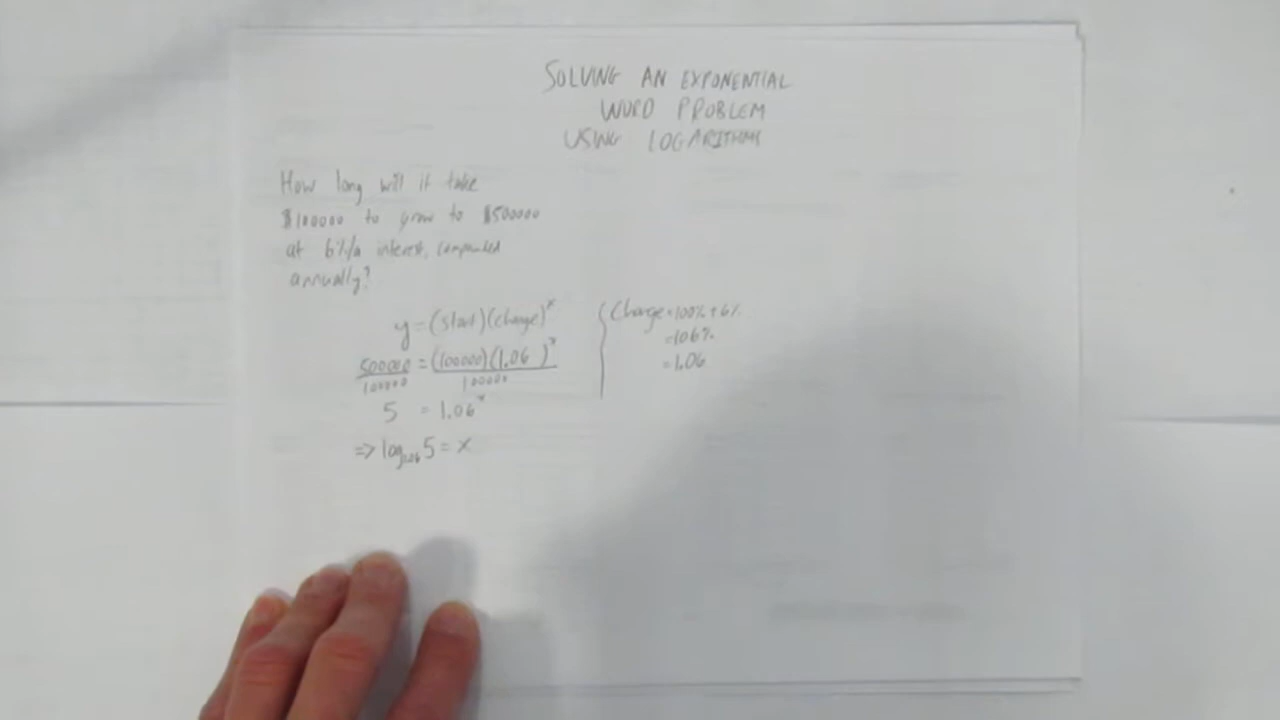 SOLVING AN EXPONENTIAL
WORD PROBLEM
USING LOGARITHMS
How long will it take
$100000 to grow to $500000
at 6%/a interest, compounded
annually?
y = (start)(change)^x
500000 = (100000)(1.06)^x
100000 100000
5 = 1.06^x
=> log_1.06 5 = x
Change = 100% + 6%
= 106%
= 1.06